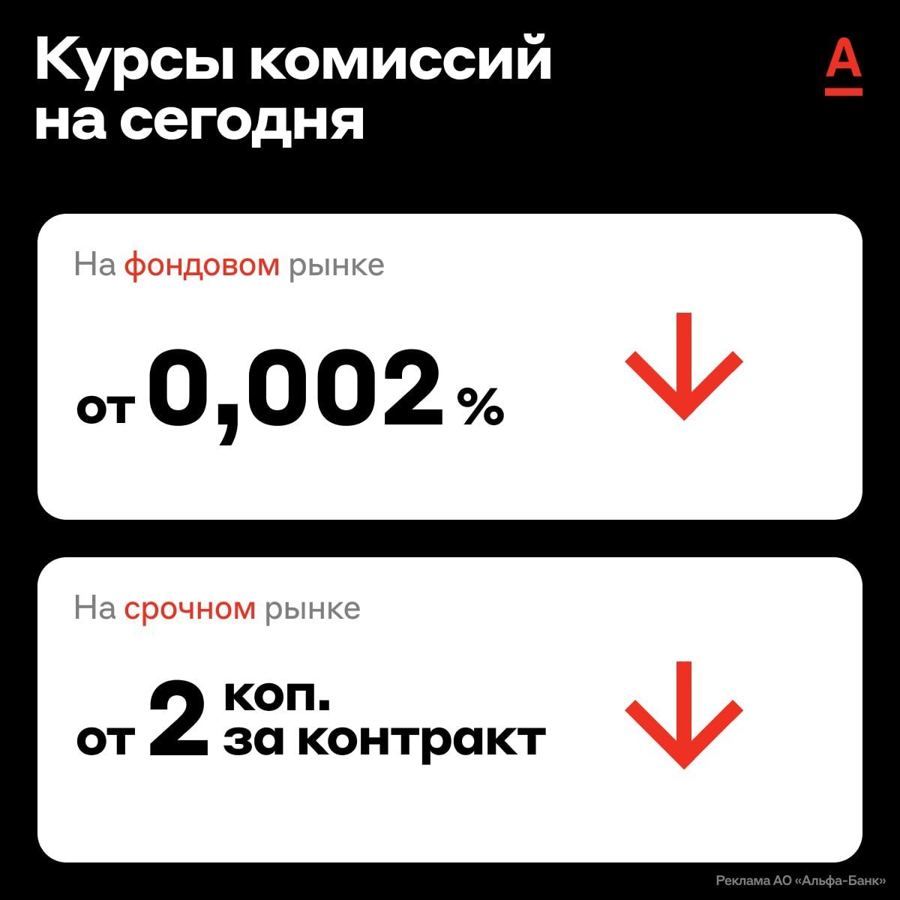 Курсы комиссий
на сегодня
А
На фондовом рынке
от 0,002 %
На срочном рынке
от 2 коп.
за контракт
Реклама АО «Альфа-Банк»